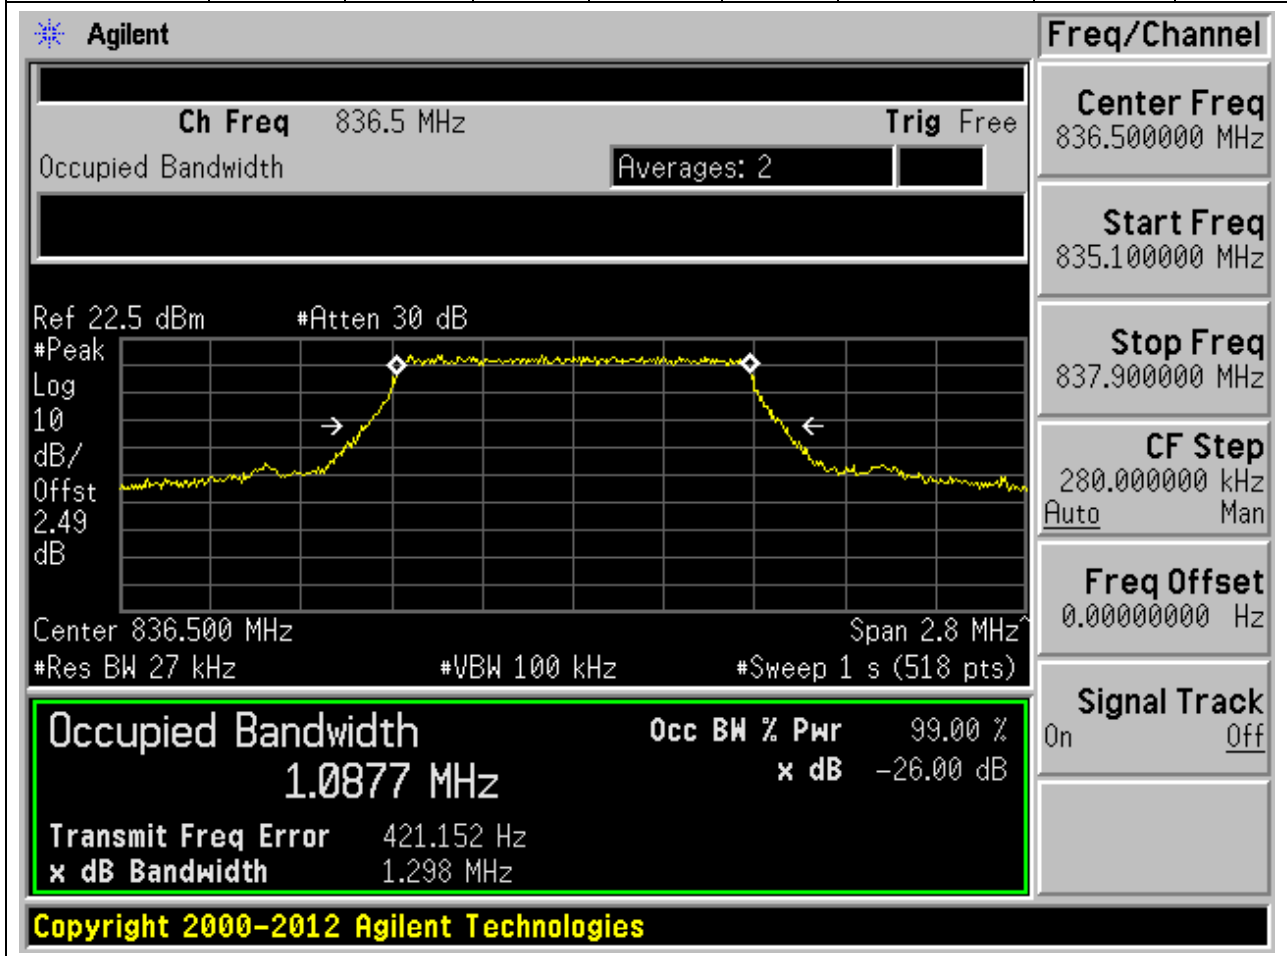 Agilent
Freq/Channel
Ch Freq 836.5 MHz Trig Free
Occupied Bandwidth Averages: 2
Center Freq
836.500000 MHz
Start Freq
835.100000 MHz
Stop Freq
837.900000 MHz
CF Step
280.000000 kHz
Auto Man
Freq Offset
0.00000000 Hz
Signal Track
On Off
Ref 22.5 dBm #Atten 30 dB
#Peak
Log
10
dB/
Offst
2.49
dB
Center 836.500 MHz Span 2.8 MHz^
#Res BW 27 kHz #VBW 100 kHz #Sweep 1 s (518 pts)
Occupied Bandwidth Occ BW % Pwr 99.00 %
1.0877 MHz x dB -26.00 dB
Transmit Freq Error 421.152 Hz
x dB Bandwidth 1.298 MHz
Copyright 2000-2012 Agilent Technologies